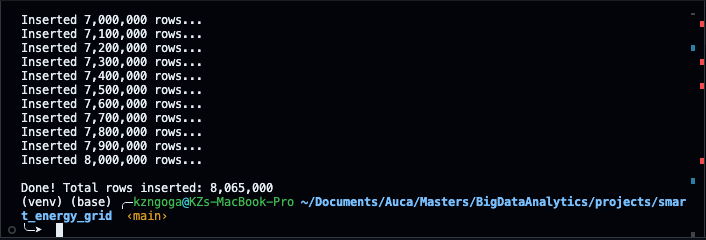 Inserted 7,000,000 rows...
Inserted 7,100,000 rows...
Inserted 7,200,000 rows...
Inserted 7,300,000 rows...
Inserted 7,400,000 rows...
Inserted 7,500,000 rows...
Inserted 7,600,000 rows...
Inserted 7,700,000 rows...
Inserted 7,800,000 rows...
Inserted 7,900,000 rows...
Inserted 8,000,000 rows...
Done! Total rows inserted: 8,065,000
(venv) (base) ╭─kzngoga@KZs-MacBook-Pro ~/Documents/Auca/Masters/BigDataAnalytics/projects/smar
t_energy_grid ‹main›
╰─➤